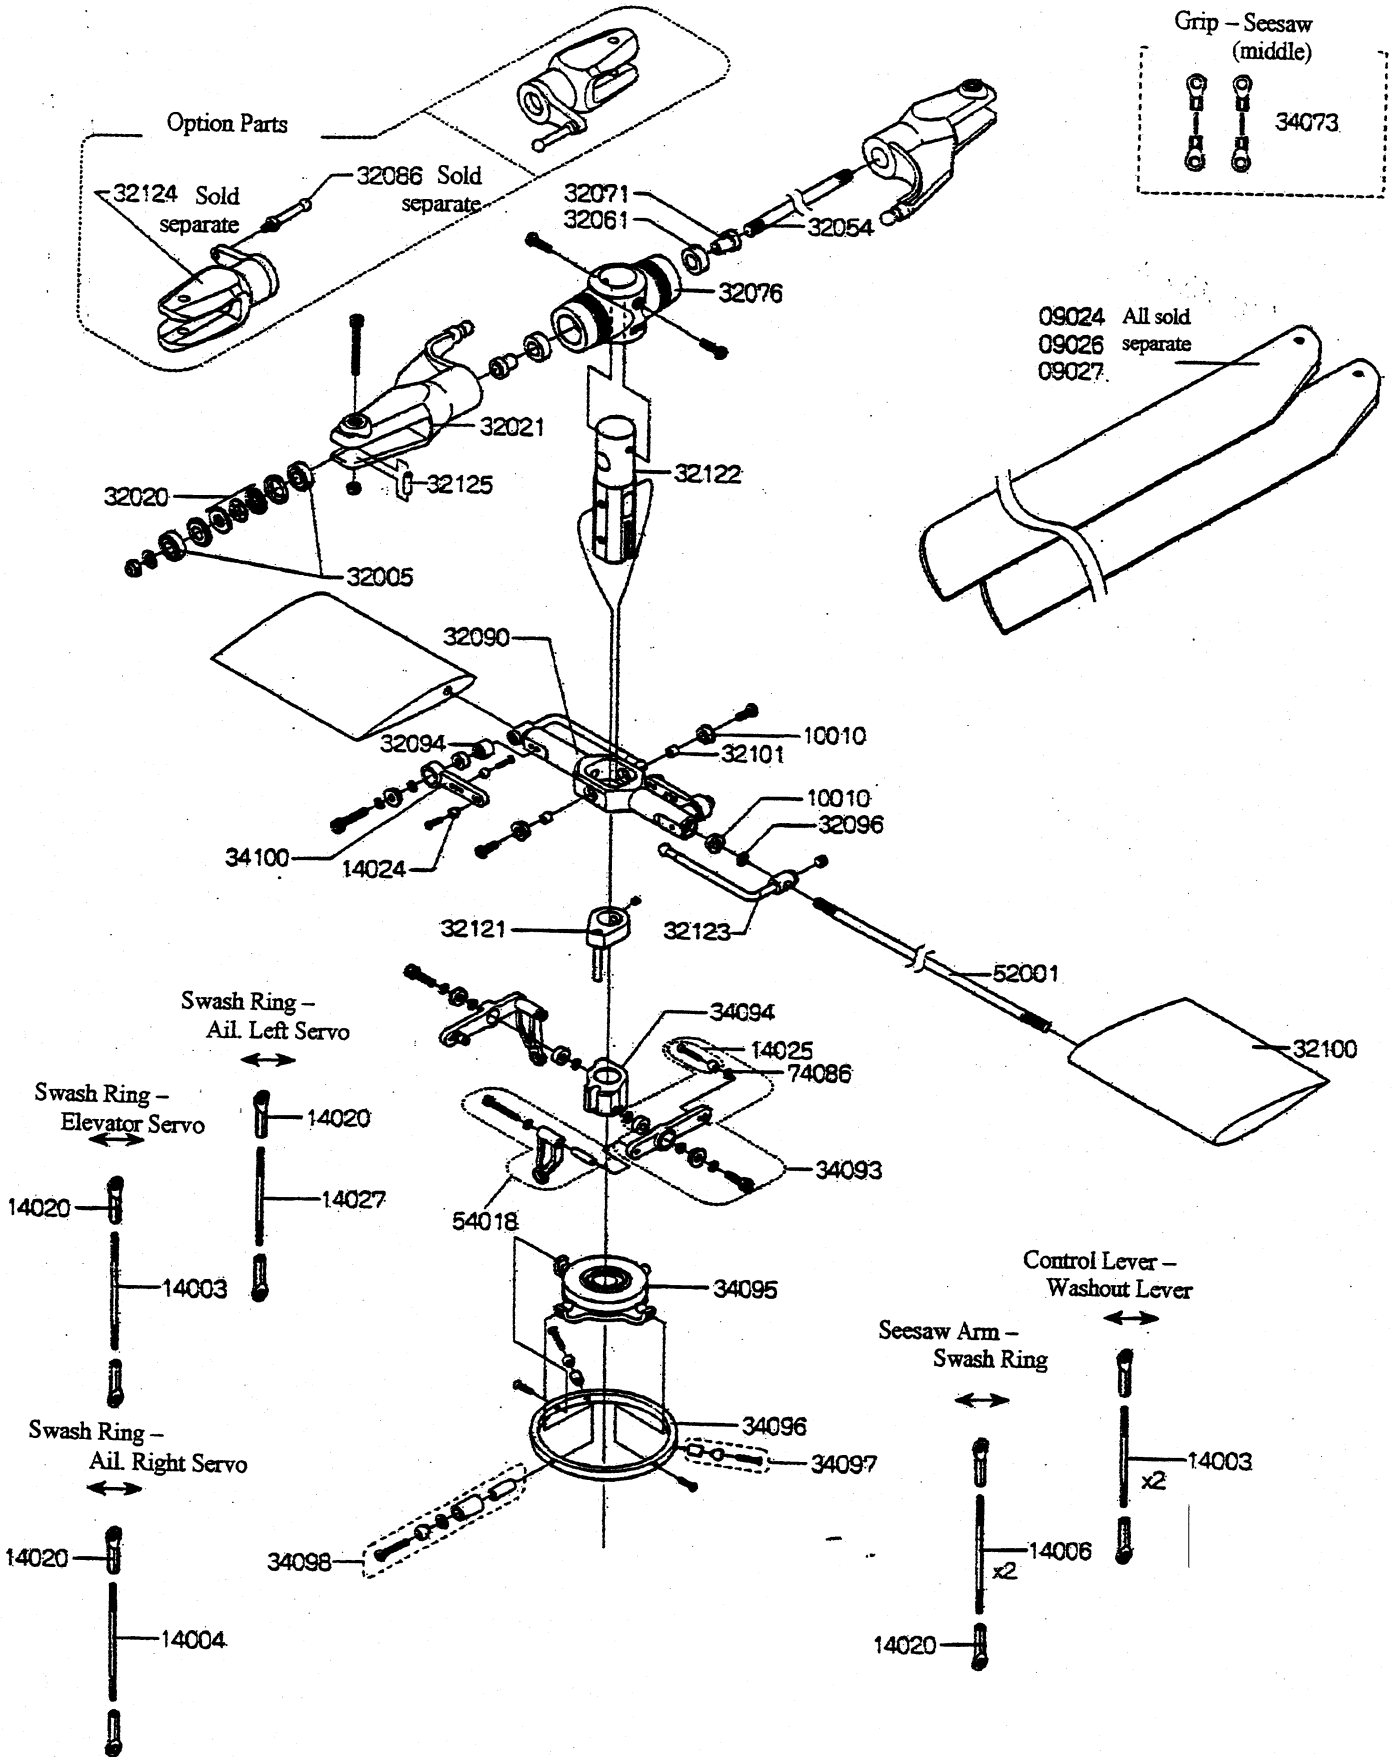 Grip – Seesaw
(middle)
34073
Option Parts
32124 Sold
separate
32086 Sold
separate
32071
32061
32054
32076
09024 All sold
09026 separate
09027
32021
32122
32125
32020
32005
32090
32094
10010
32101
10010
32096
34100
14024
32121
32123
52001
32100
34094
14025
74086
34093
54018
Swash Ring –
Ail. Left Servo
14020
14027
Swash Ring –
Elevator Servo
14020
14003
34095
34096
34097
34098
Control Lever –
Washout Lever
14003
x2
Seesaw Arm –
Swash Ring
14006
x2
14020
Swash Ring –
Ail. Right Servo
14020
14004